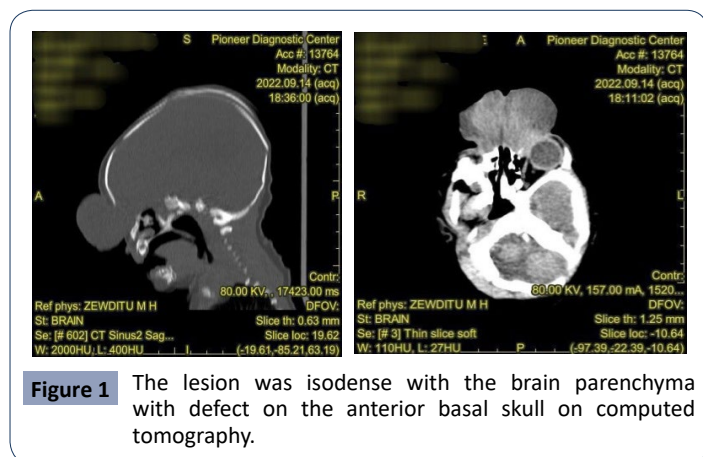 S Pioneer Diagnostic Center
Acc #: 13764
Modality: CT
2022.09.14 (acq)
18:36:00 (acq)
A
P
Contr:
80.00 KV, , 17423.00 ms
Ref phys: ZEWDITU M H
DFOV:
St: BRAIN
Slice th: 0.63 mm
Se: [# 602] CT Sinus2 Sag...
Slice loc: 19.62
W: 2000HU, L: 400HU
I
(-19.61,-85.21,63.19)
A Pioneer Diagnostic Center
Acc #: 13764
Modality: CT
2022.09.14 (acq)
18:11:02 (acq)
R
L
Contr:
80.00 KV, 157.00 mA, 1520...
Ref phys: ZEWDITU M H
DFOV:
St: BRAIN
Slice th: 1.25 mm
Se: [# 3] Thin slice soft
Slice loc: -10.64
W: 110HU, L: 27HU
P
(-97.39,-22.39,-10.64)
Figure 1 The lesion was isodense with the brain parenchyma
with defect on the anterior basal skull on computed
tomography.